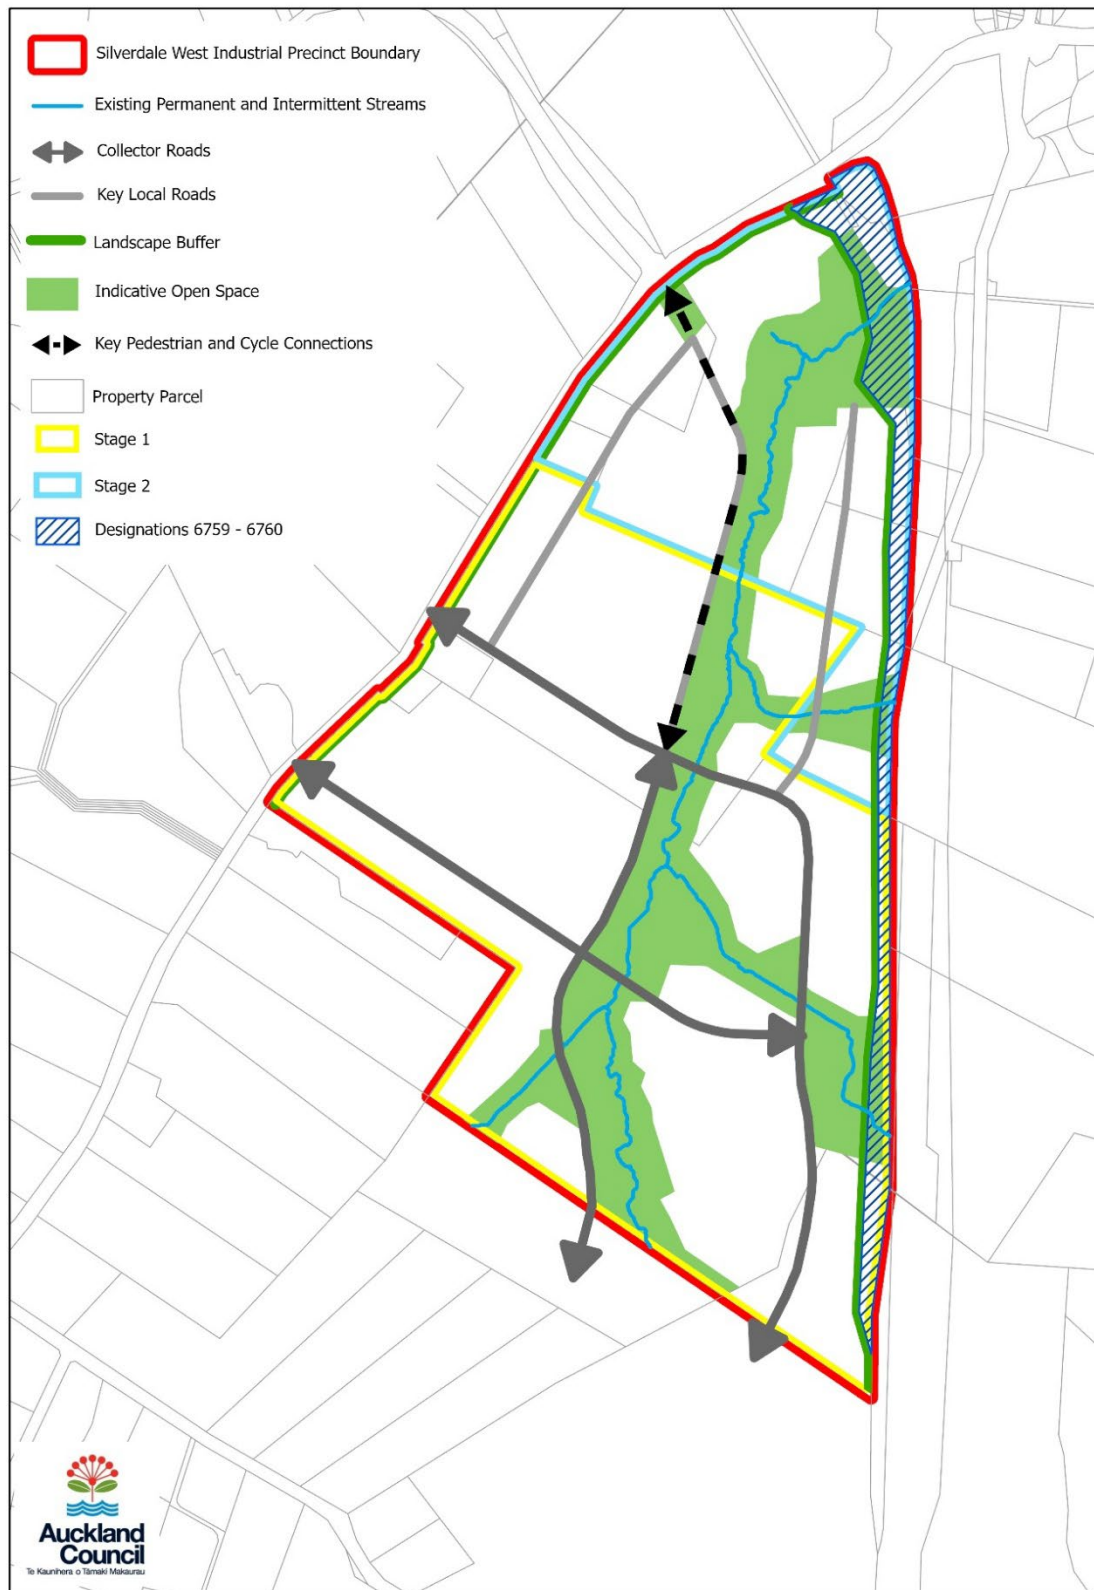 Silverdale West Industrial Precinct Boundary
Existing Permanent and Intermittent Streams
Collector Roads
Key Local Roads
Landscape Buffer
Indicative Open Space
Key Pedestrian and Cycle Connections
Property Parcel
Stage 1
Stage 2
Designations 6759 - 6760
Auckland
Council
Te Kaunihera o Tāmaki Makaurau